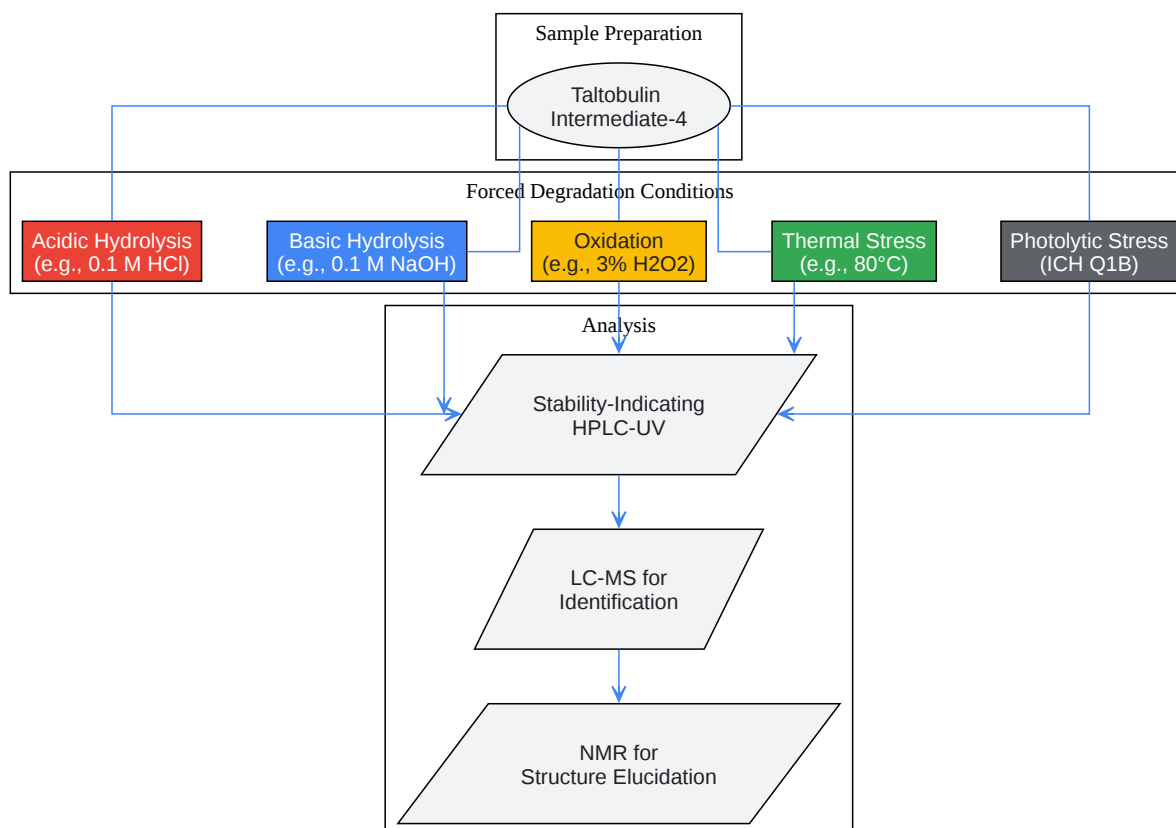 Sample Preparation
Taltobulin
Intermediate-4
Forced Degradation Conditions
Acidic Hydrolysis
(e.g., 0.1 M HCl)
Basic Hydrolysis
(e.g., 0.1 M NaOH)
Oxidation
(e.g., 3% H2O2)
Thermal Stress
(e.g., 80°C)
Photolytic Stress
(ICH Q1B)
Analysis
Stability-Indicating
HPLC-UV
LC-MS for
Identification
NMR for
Structure Elucidation